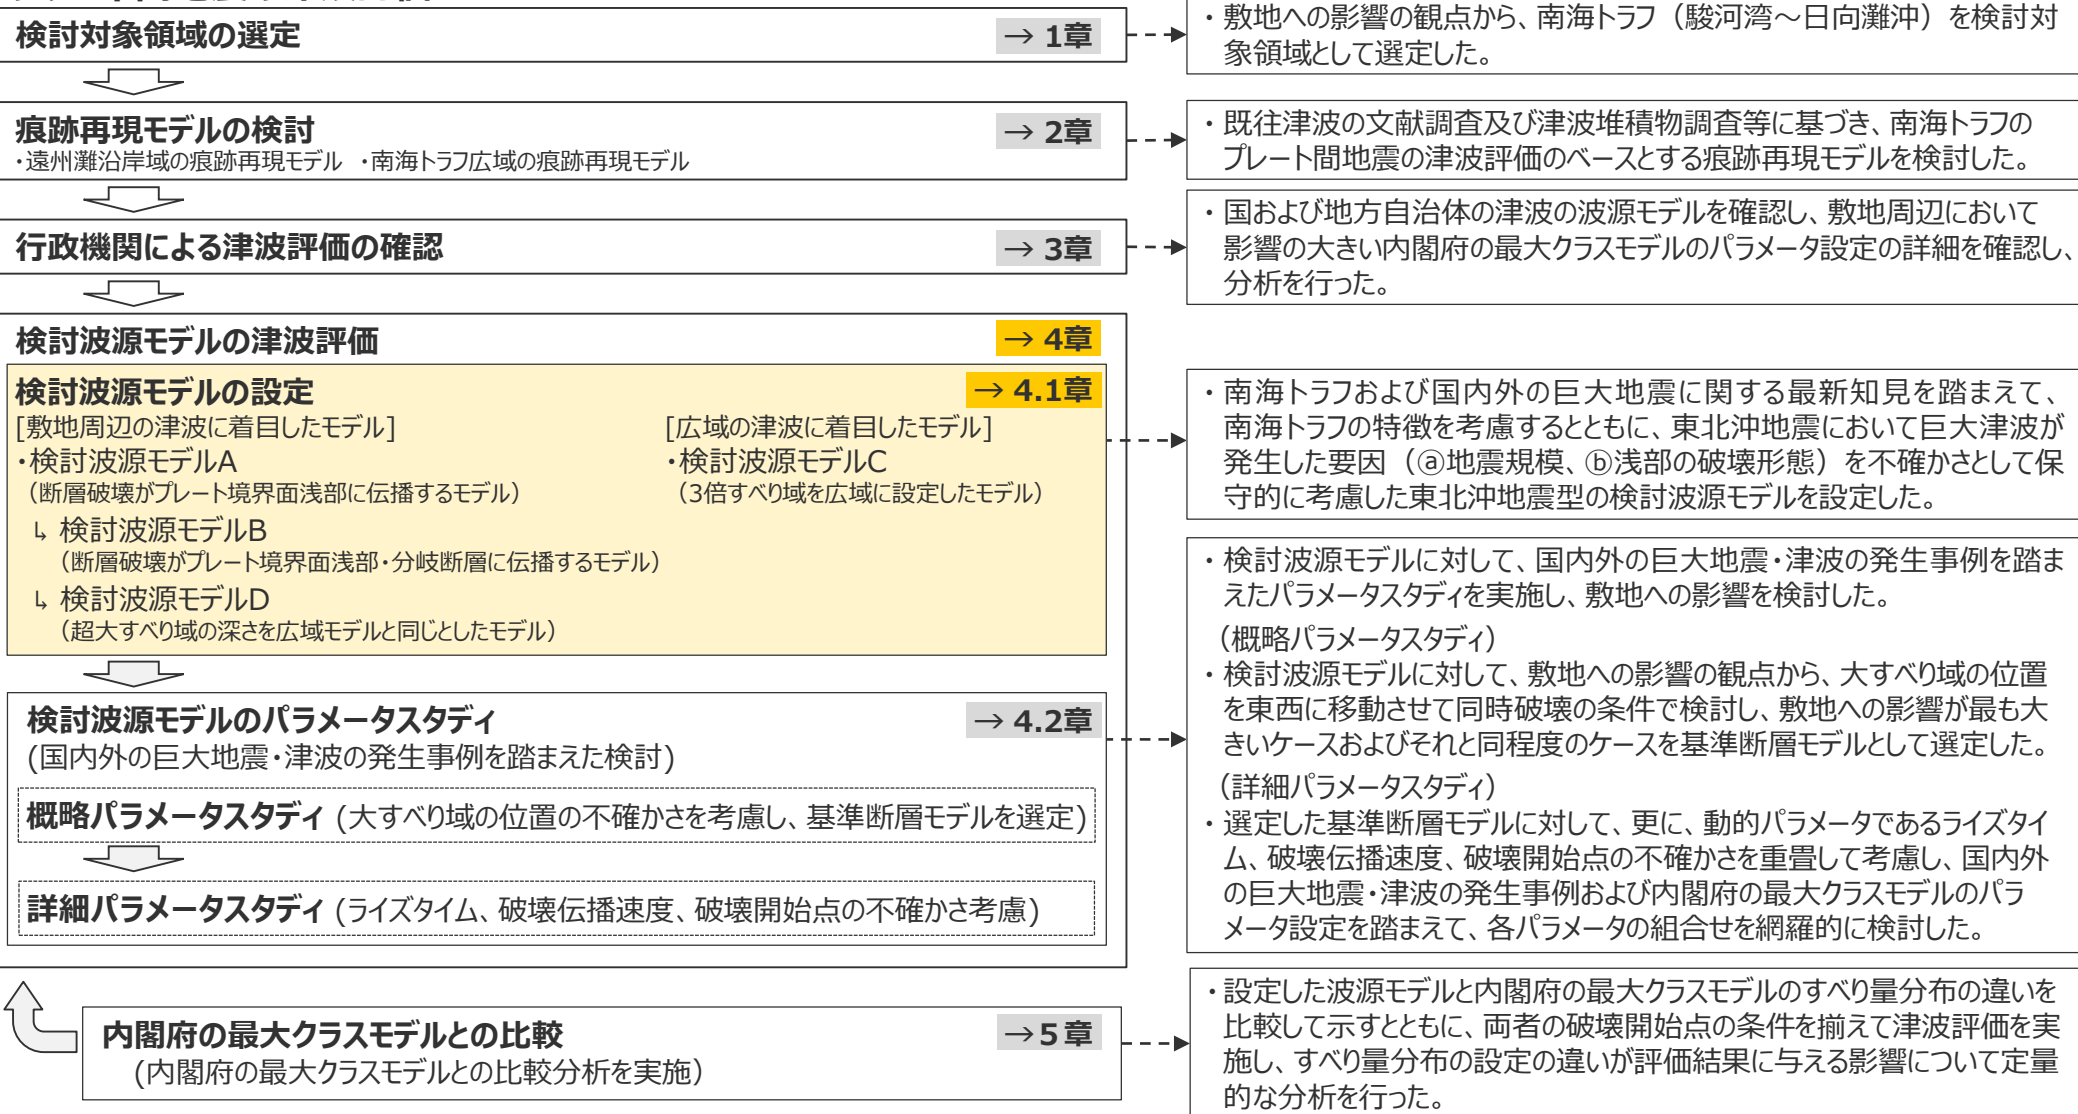 検討対象領域の選定 → 1章
・敷地への影響の観点から、南海トラフ（駿河湾～日向灘沖）を検討対
象領域として選定した。
痕跡再現モデルの検討 → 2章
・遠州灘沿岸域の痕跡再現モデル ・南海トラフ広域の痕跡再現モデル
・既往津波の文献調査及び津波堆積物調査等に基づき、南海トラフの
プレート間地震の津波評価のベースとする痕跡再現モデルを検討した。
行政機関による津波評価の確認 → 3章
・国および地方自治体の津波の波源モデルを確認し、敷地周辺において
影響の大きい内閣府の最大クラスモデルのパラメータ設定の詳細を確認し、
分析を行った。
検討波源モデルの津波評価 → 4章
検討波源モデルの設定 → 4.1章
[敷地周辺の津波に着目したモデル] [広域の津波に着目したモデル]
・検討波源モデルA ・検討波源モデルC
（断層破壊がプレート境界面浅部に伝播するモデル） （3倍すべり域を広域に設定したモデル）
↳ 検討波源モデルB
（断層破壊がプレート境界面浅部・分岐断層に伝播するモデル）
↳ 検討波源モデルD
（超大すべり域の深さを広域モデルと同じとしたモデル）
・南海トラフおよび国内外の巨大地震に関する最新知見を踏まえて、
南海トラフの特徴を考慮するとともに、東北沖地震において巨大津波が
発生した要因（ⓐ地震規模、ⓑ浅部の破壊形態）を不確かさとして保
守的に考慮した東北沖地震型の検討波源モデルを設定した。
検討波源モデルのパラメータスタディ → 4.2章
(国内外の巨大地震・津波の発生事例を踏まえた検討)
概略パラメータスタディ (大すべり域の位置の不確かさを考慮し、基準断層モデルを選定)
詳細パラメータスタディ (ライズタイム、破壊伝播速度、破壊開始点の不確かさ考慮)
・検討波源モデルに対して、国内外の巨大地震・津波の発生事例を踏ま
えたパラメータスタディを実施し、敷地への影響を検討した。
（概略パラメータスタディ）
・検討波源モデルに対して、敷地への影響の観点から、大すべり域の位置
を東西に移動させて同時破壊の条件で検討し、敷地への影響が最も大
きいケースおよびそれと同程度のケースを基準断層モデルとして選定した。
（詳細パラメータスタディ）
・選定した基準断層モデルに対して、更に、動的パラメータであるライズタイ
ム、破壊伝播速度、破壊開始点の不確かさを重畳して考慮し、国内外
の巨大地震・津波の発生事例および内閣府の最大クラスモデルのパラ
メータ設定を踏まえて、各パラメータの組合せを網羅的に検討した。
内閣府の最大クラスモデルとの比較 →5章
(内閣府の最大クラスモデルとの比較分析を実施)
・設定した波源モデルと内閣府の最大クラスモデルのすべり量分布の違いを
比較して示すとともに、両者の破壊開始点の条件を揃えて津波評価を実
施し、すべり量分布の設定の違いが評価結果に与える影響について定量
的な分析を行った。